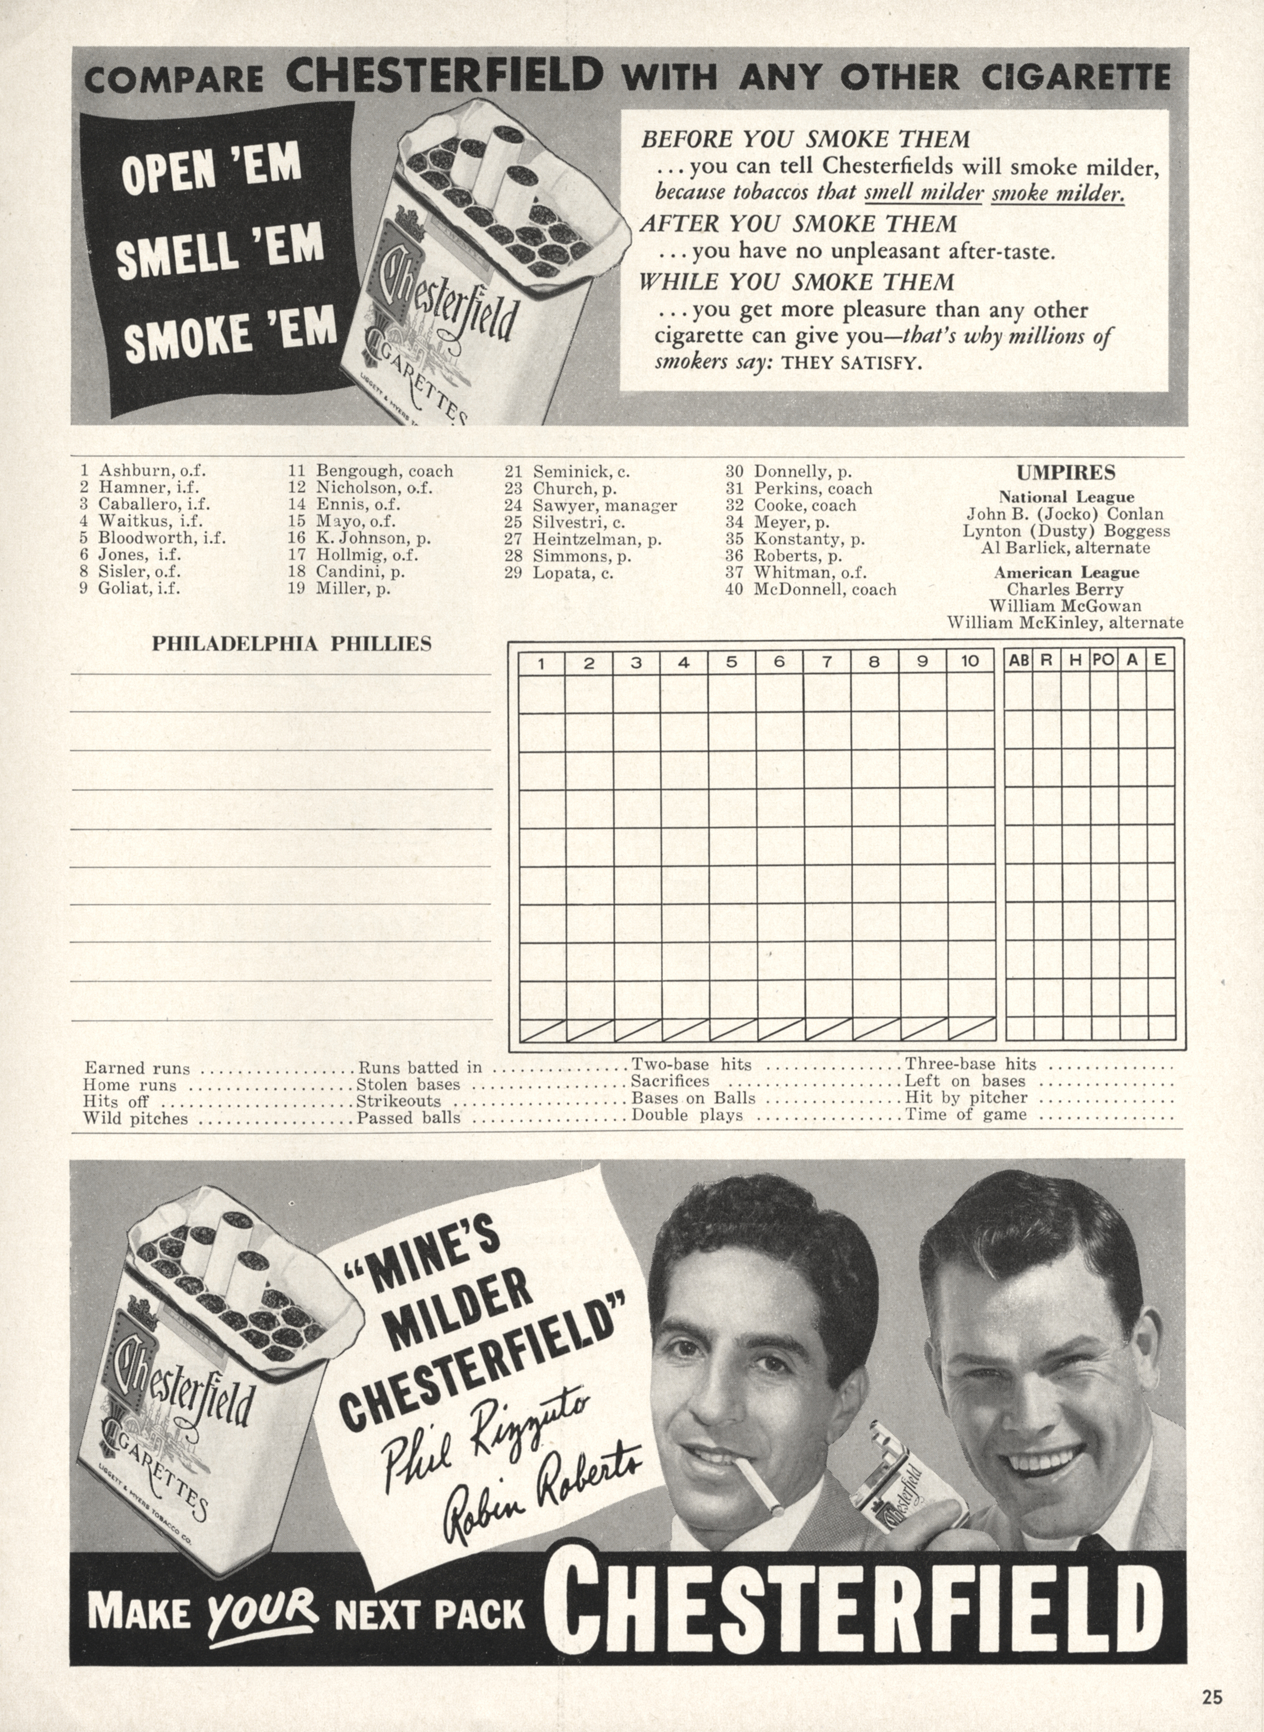 COMPARE CHESTERFIELD WITH ANY OTHER CIGARETTE
OPEN 'EM
SMELL 'EM
SMOKE 'EM
Chesterfield
CIGARETTES
LIGGETT & MYERS
BEFORE YOU SMOKE THEM
...you can tell Chesterfields will smoke milder,
because tobaccos that smell milder smoke milder.
AFTER YOU SMOKE THEM
...you have no unpleasant after-taste.
WHILE YOU SMOKE THEM
...you get more pleasure than any other
cigarette can give you—that's why millions of
smokers say: THEY SATISFY.
1 Ashburn, o.f.
2 Hamner, i.f.
3 Caballero, i.f.
4 Waitkus, i.f.
5 Bloodworth, i.f.
6 Jones, i.f.
8 Sisler, o.f.
9 Goliat, i.f.
11 Bengough, coach
12 Nicholson, o.f.
14 Ennis, o.f.
15 Mayo, o.f.
16 K. Johnson, p.
17 Hollmig, o.f.
18 Candini, p.
19 Miller, p.
21 Seminick, c.
23 Church, p.
24 Sawyer, manager
25 Silvestri, c.
27 Heintzelman, p.
28 Simmons, p.
29 Lopata, c.
30 Donnelly, p.
31 Perkins, coach
32 Cooke, coach
34 Meyer, p.
35 Konstanty, p.
36 Roberts, p.
37 Whitman, o.f.
40 McDonnell, coach
UMPIRES
National League
John B. (Jocko) Conlan
Lynton (Dusty) Boggess
Al Barlick, alternate
American League
Charles Berry
William McGowan
William McKinley, alternate
PHILADELPHIA PHILLIES
1 2 3 4 5 6 7 8 9 10 AB R H PO A E
Earned runs ................Runs batted in ..............Two-base hits ..............Three-base hits .............
Home runs .................Stolen bases ................Sacrifices ..................Left on bases ..............
Hits off ....................Strikeouts ..................Bases on Balls ..............Hit by pitcher ..............
Wild pitches ................Passed balls ................Double plays ...............Time of game ..............
Chesterfield
CIGARETTES
LIGGETT & MYERS TOBACCO CO.
"MINE'S
MILDER
CHESTERFIELD"
Phil Rizzuto
Robin Roberts
Chesterfield
MAKE YOUR NEXT PACK CHESTERFIELD
25